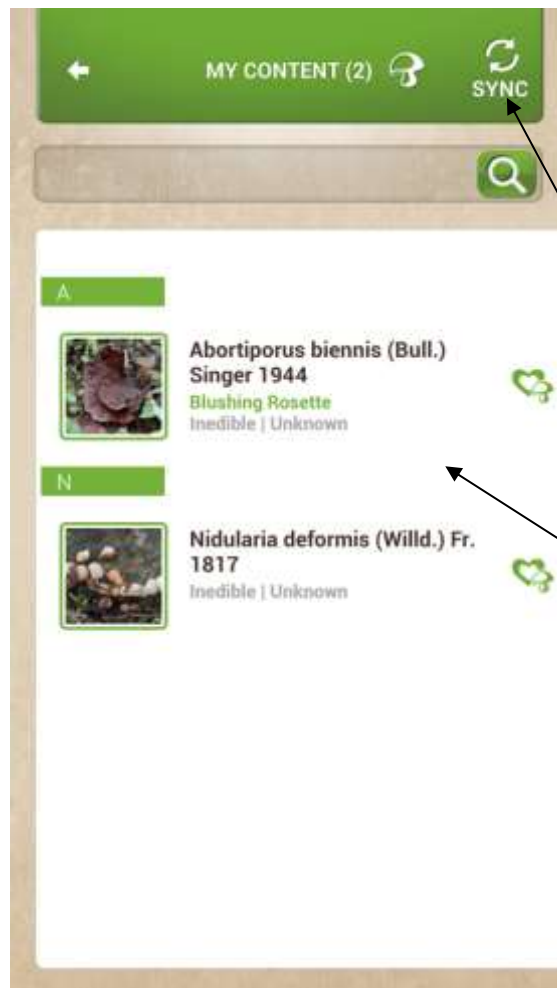 MY CONTENT (2)
SYNC
A
Abortiporus biennis (Bull.)
Singer 1944
Blushing Rosette
Inedible | Unknown
N
Nidularia deformis (Willd.) Fr.
1817
Inedible | Unknown